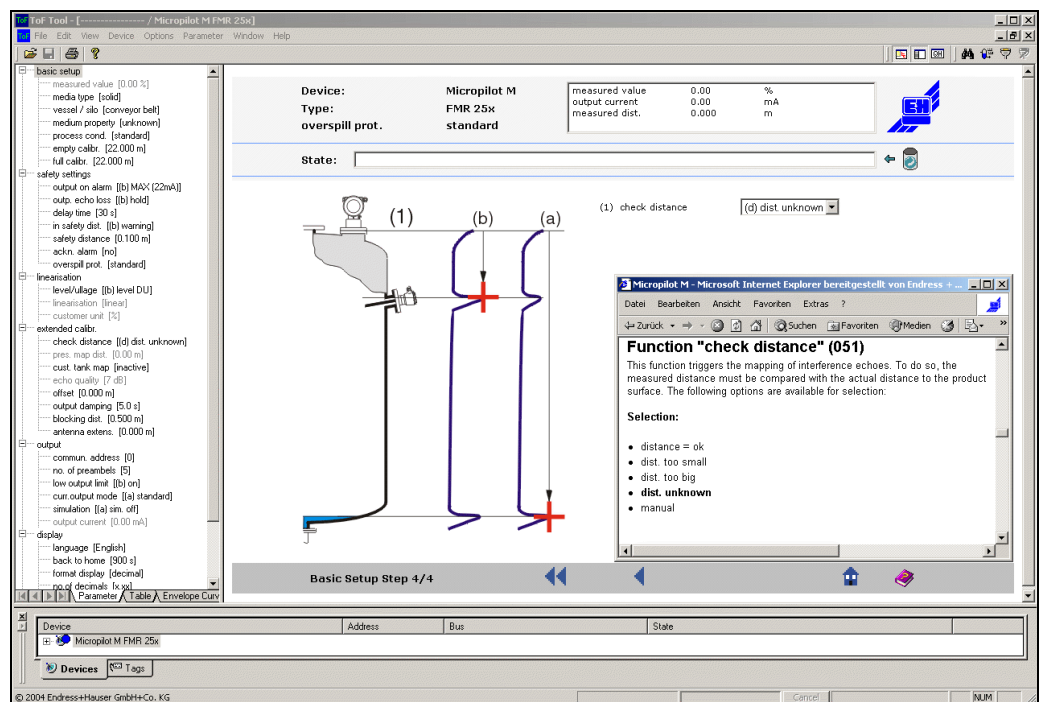 ToF Tool - [---------------- / Micropilot M FMR 25x]
File Edit View Device Options Parameter Window Help
basic setup
measured value [0.00 %]
media type [solid]
vessel / silo [conveyor belt]
medium property [unknown]
process cond. [standard]
empty calibr. [22.000 m]
full calibr. [22.000 m]
safety settings
output on alarm [(b) MAX (22mA)]
outp. echo loss [(b) hold]
delay time [30 s]
in safety dist. [(b) warning]
safety distance [0.100 m]
ackn. alarm [no]
overspill prot. [standard]
linearisation
level/ullage [(b) level DU]
linearisation [linear]
customer unit [%]
extended calibr.
check distance [(d) dist. unknown]
pres. map dist. [0.00 m]
cust. tank map [inactive]
echo quality [7 dB]
offset [0.000 m]
output damping [5.0 s]
blocking dist. [0.500 m]
antenna extens. [0.000 m]
output
commun. address [0]
no. of preambels [5]
low output limit [(b) on]
curr.output mode [(a) standard]
simulation [(a) sim. off]
output current [0.00 mA]
display
language [English]
back to home [900 s]
format display [decimal]
no.of decimals [x.xx]
Parameter Table Envelope Curv
Device: Micropilot M
Type: FMR 25x
overspill prot. standard
measured value 0.00 %
output current 0.00 mA
measured dist. 0.000 m
EH
State:
(1) (b) (a)
(1) check distance (d) dist. unknown
Micropilot M - Microsoft Internet Explorer bereitgestellt von Endress + ...
Datei Bearbeiten Ansicht Favoriten Extras ?
Zurück Suchen Favoriten Medien »
Function "check distance" (051)
This function triggers the mapping of interference echoes. To do so, the
measured distance must be compared with the actual distance to the product
surface. The following options are available for selection:
Selection:
• distance = ok
• dist. too small
• dist. too big
• dist. unknown
• manual
Basic Setup Step 4/4
Device Address Bus State
Micropilot M FMR 25x
Devices Tags
© 2004 Endress+Hauser GmbH+Co. KG Cancel NUM